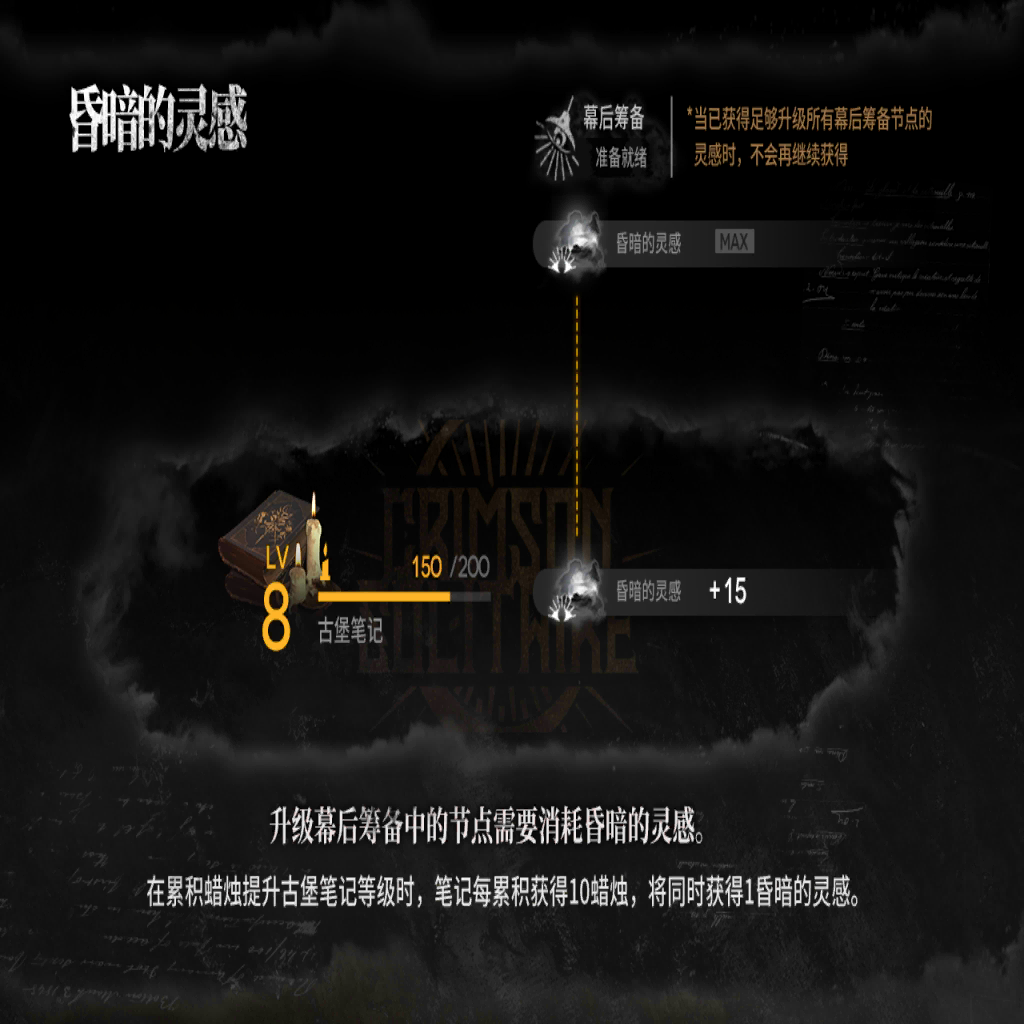 昏暗的灵感
幕后筹备
准备就绪
*当已获得足够升级所有幕后筹备节点的
灵感时，不会再继续获得
昏暗的灵感 MAX
CRIMSON
SOLITAIRE
LV
8
150 /200
古堡笔记
昏暗的灵感 +15
升级幕后筹备中的节点需要消耗昏暗的灵感。
在累积蜡烛提升古堡笔记等级时，笔记每累积获得10蜡烛，将同时获得1昏暗的灵感。